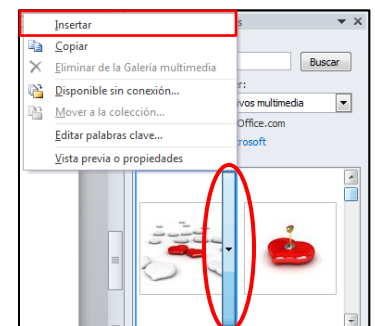 Insertar
Copiar
Eliminar de la Galería multimedia
Disponible sin conexión...
Mover a la colección...
Editar palabras clave...
Vista previa o propiedades
s
Buscar
r:
ivos multimedia
Office.com
rosoft